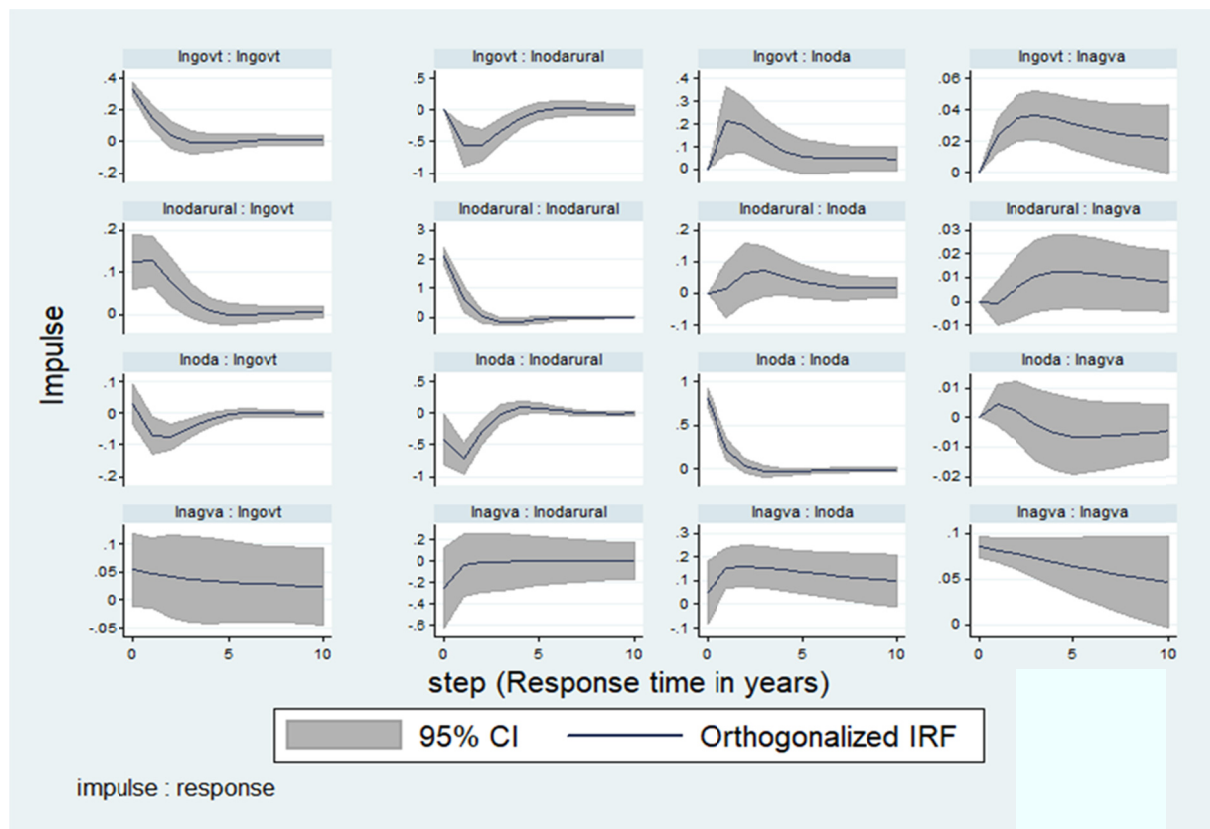 lngovt : lngovt
lngovt : lnodarural
lngovt : lnoda
lngovt : lnagva
.4
.2
0
-.2
.5
0
-.5
-1
.4
.3
.2
.1
0
.06
.04
.02
0
lnodarural : lngovt
lnodarural : lnodarural
lnodarural : lnoda
lnodarural : lnagva
.2
.1
0
3
2
1
0
.2
.1
0
-.1
.03
.02
.01
0
-.01
Impulse
lnoda : lngovt
lnoda : lnodarural
lnoda : lnoda
lnoda : lnagva
.1
0
-.1
-.2
.5
0
-.5
-1
1
.5
0
.01
0
-.01
-.02
lnagva : lngovt
lnagva : lnodarural
lnagva : lnoda
lnagva : lnagva
.1
.05
0
-.05
.2
0
-.2
-.4
-.6
.3
.2
.1
0
-.1
.1
.05
0
0 5 10
0 5 10
0 5 10
0 5 10
step (Response time in years)
95% CI
Orthogonalized IRF
impulse : response